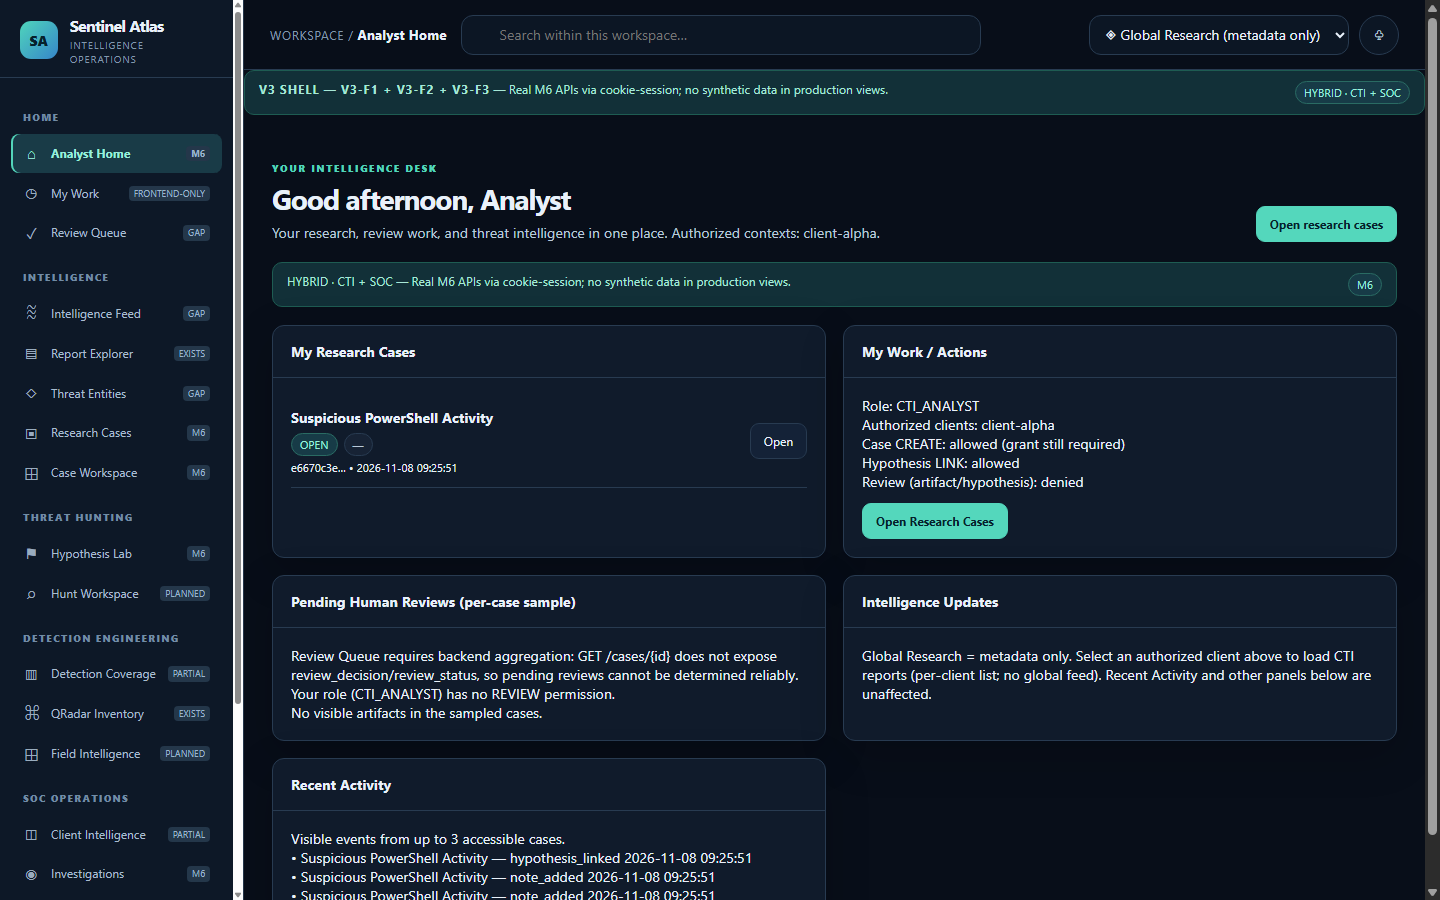 SA
Sentinel Atlas
INTELLIGENCE
OPERATIONS
HOME
Analyst Home M6
My Work FRONTEND-ONLY
Review Queue GAP
INTELLIGENCE
Intelligence Feed GAP
Report Explorer EXISTS
Threat Entities GAP
Research Cases M6
Case Workspace M6
THREAT HUNTING
Hypothesis Lab M6
Hunt Workspace PLANNED
DETECTION ENGINEERING
Detection Coverage PARTIAL
QRadar Inventory EXISTS
Field Intelligence PLANNED
SOC OPERATIONS
Client Intelligence PARTIAL
Investigations M6
WORKSPACE / Analyst Home
Search within this workspace...
◈ Global Research (metadata only)
V3 SHELL — V3-F1 + V3-F2 + V3-F3 — Real M6 APIs via cookie-session; no synthetic data in production views.
HYBRID · CTI + SOC
YOUR INTELLIGENCE DESK
Good afternoon, Analyst
Your research, review work, and threat intelligence in one place. Authorized contexts: client-alpha.
Open research cases
HYBRID · CTI + SOC — Real M6 APIs via cookie-session; no synthetic data in production views.
M6
My Research Cases
Suspicious PowerShell Activity
OPEN —
e6670c3e... • 2026-11-08 09:25:51
Open
My Work / Actions
Role: CTI_ANALYST
Authorized clients: client-alpha
Case CREATE: allowed (grant still required)
Hypothesis LINK: allowed
Review (artifact/hypothesis): denied
Open Research Cases
Pending Human Reviews (per-case sample)
Review Queue requires backend aggregation: GET /cases/{id} does not expose
review_decision/review_status, so pending reviews cannot be determined reliably.
Your role (CTI_ANALYST) has no REVIEW permission.
No visible artifacts in the sampled cases.
Intelligence Updates
Global Research = metadata only. Select an authorized client above to load CTI
reports (per-client list; no global feed). Recent Activity and other panels below are
unaffected.
Recent Activity
Visible events from up to 3 accessible cases.
• Suspicious PowerShell Activity — hypothesis_linked 2026-11-08 09:25:51
• Suspicious PowerShell Activity — note_added 2026-11-08 09:25:51
• Suspicious PowerShell Activity — note_added 2026-11-08 09:25:51